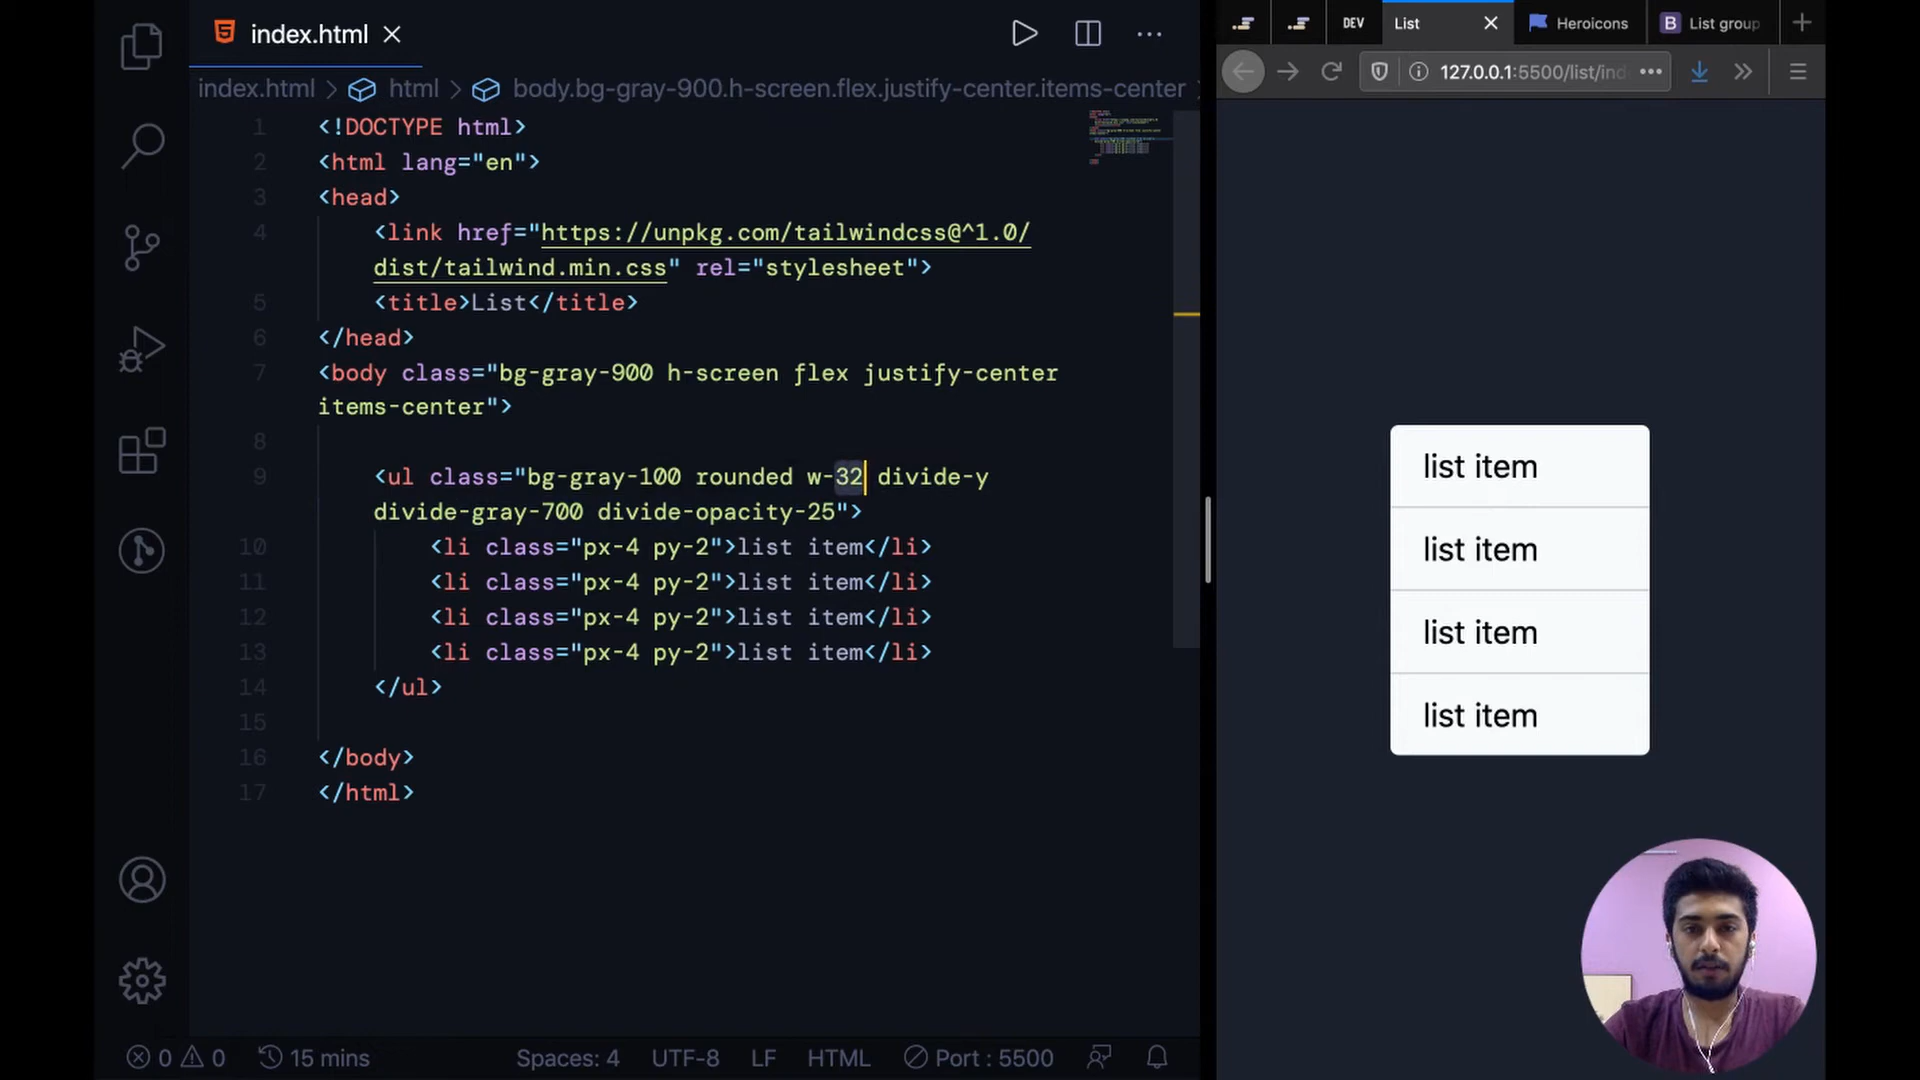 index.html
index.html > html > body.bg-gray-900.h-screen.flex.justify-center.items-center >
1 <!DOCTYPE html>
2 <html lang="en">
3 <head>
4 <link href="https://unpkg.com/tailwindcss@^1.0/
dist/tailwind.min.css" rel="stylesheet">
5 <title>List</title>
6 </head>
7 <body class="bg-gray-900 h-screen flex justify-center
items-center">
8
9 <ul class="bg-gray-100 rounded w-32 divide-y
divide-gray-700 divide-opacity-25">
10 <li class="px-4 py-2">list item</li>
11 <li class="px-4 py-2">list item</li>
12 <li class="px-4 py-2">list item</li>
13 <li class="px-4 py-2">list item</li>
14 </ul>
15
16 </body>
17 </html>
0 0 15 mins Spaces: 4 UTF-8 LF HTML Port : 5500
DEV List Heroicons B List group
127.0.0.1:5500/list/ind
list item
list item
list item
list item